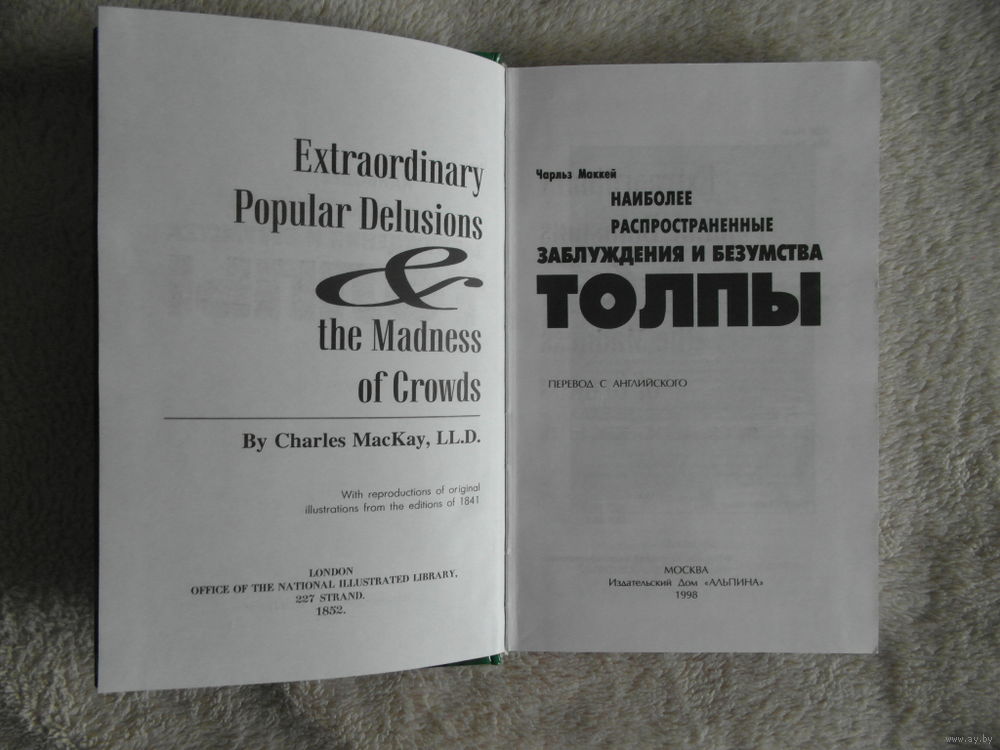 Extraordinary
Popular Delusions
&
the Madness
of Crowds
By Charles MacKay, LL.D.
With reproductions of original
illustrations from the editions of 1841
LONDON
OFFICE OF THE NATIONAL ILLUSTRATED LIBRARY,
227 STRAND.
1852.
Чарльз Маккей
НАИБОЛЕЕ
РАСПРОСТРАНЕННЫЕ
ЗАБЛУЖДЕНИЯ И БЕЗУМСТВА
ТОЛПЫ
ПЕРЕВОД С АНГЛИЙСКОГО
МОСКВА
Издательский Дом «АЛЬПИНА»
1998
www.ay.by